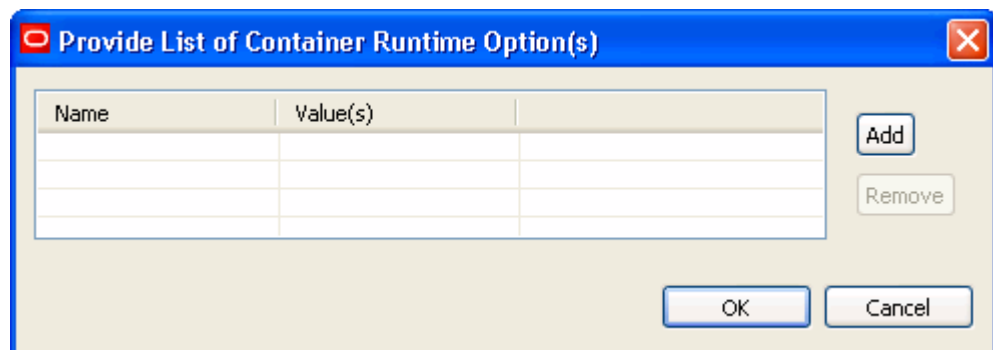 Provide List of Container Runtime Option(s)
Name Value(s)
Add
Remove
OK Cancel